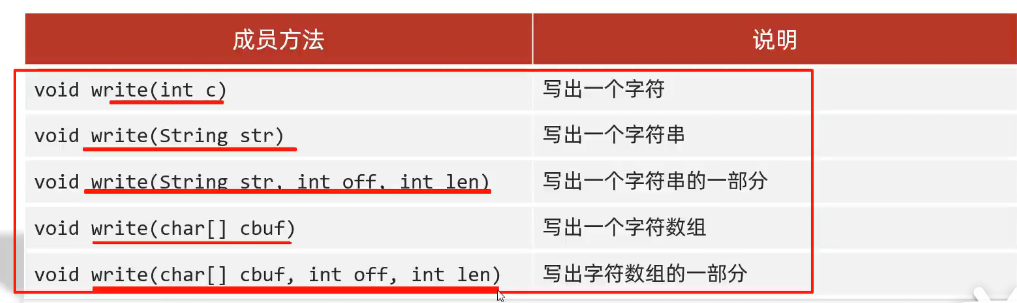 成员方法 说明
void write(int c) 写出一个字符
void write(String str) 写出一个字符串
void write(String str, int off, int len) 写出一个字符串的一部分
void write(char[] cbuf) 写出一个字符数组
void write(char[] cbuf, int off, int len) 写出字符数组的一部分